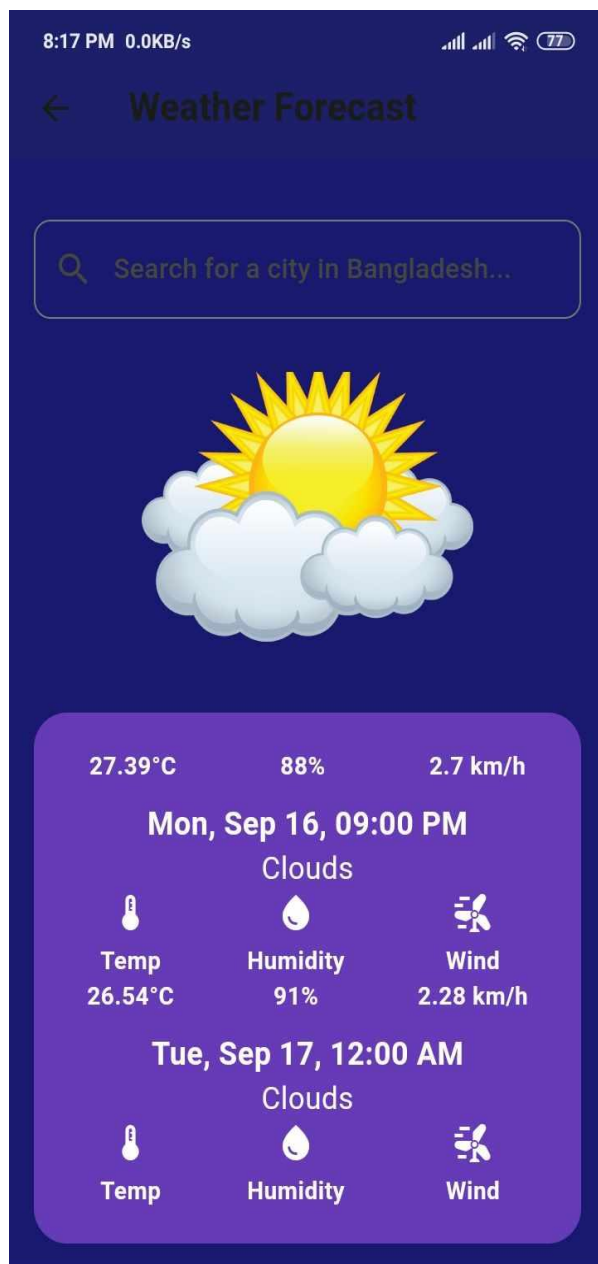 8:17 PM 0.0KB/s 77
Weather Forecast
Search for a city in Bangladesh...
27.39°C 88% 2.7 km/h
Mon, Sep 16, 09:00 PM
Clouds
Temp Humidity Wind
26.54°C 91% 2.28 km/h
Tue, Sep 17, 12:00 AM
Clouds
Temp Humidity Wind